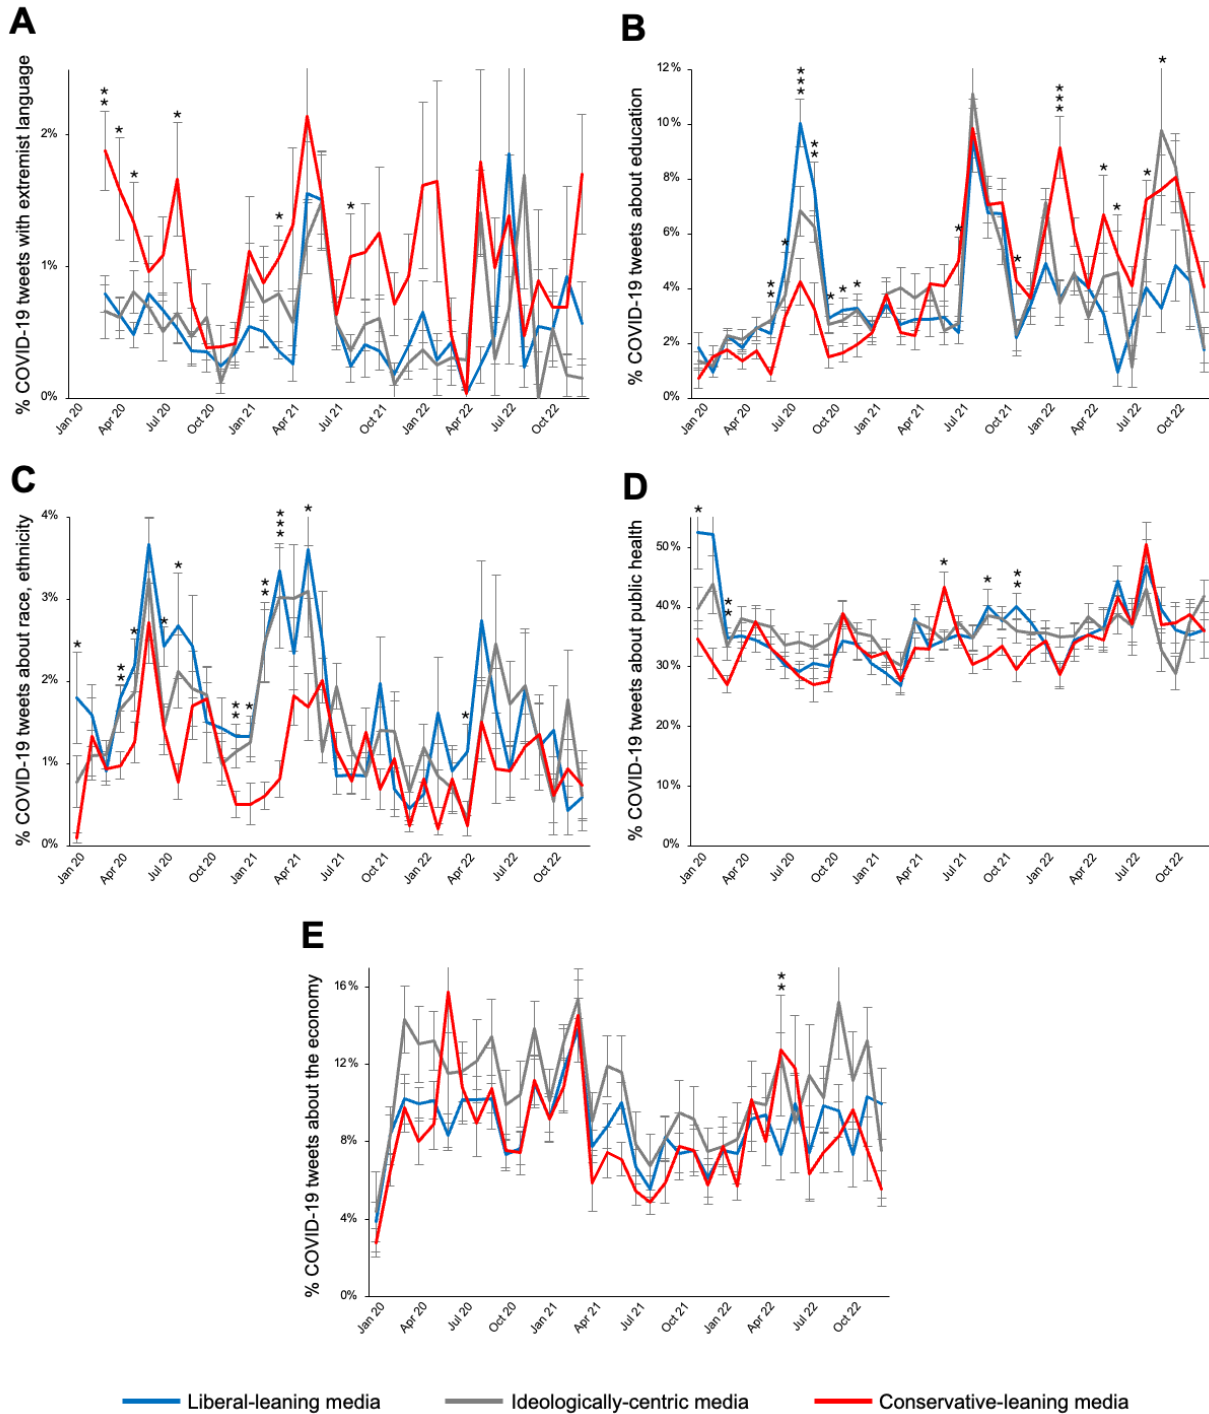 A
% COVID-19 tweets with extremist language
2%
1%
0%
* *
*
*
*
*
*
Jan 20
Apr 20
Jul 20
Oct 20
Jan 21
Apr 21
Jul 21
Oct 21
Jan 22
Apr 22
Jul 22
Oct 22
B
% COVID-19 tweets about education
12%
10%
8%
6%
4%
2%
0%
* *
*
* * *
* *
*
*
*
*
*
* * *
*
*
*
*
Jan 20
Apr 20
Jul 20
Oct 20
Jan 21
Apr 21
Jul 21
Oct 21
Jan 22
Apr 22
Jul 22
Oct 22
C
% COVID-19 tweets about race, ethnicity
4%
3%
2%
1%
0%
*
* *
*
*
*
* *
*
* *
* * *
*
*
Jan 20
Apr 20
Jul 20
Oct 20
Jan 21
Apr 21
Jul 21
Oct 21
Jan 22
Apr 22
Jul 22
Oct 22
D
% COVID-19 tweets about public health
50%
40%
30%
20%
10%
0%
*
* *
*
*
* *
Jan 20
Apr 20
Jul 20
Oct 20
Jan 21
Apr 21
Jul 21
Oct 21
Jan 22
Apr 22
Jul 22
Oct 22
E
% COVID-19 tweets about the economy
16%
12%
8%
4%
0%
* *
Jan 20
Apr 20
Jul 20
Oct 20
Jan 21
Apr 21
Jul 21
Oct 21
Jan 22
Apr 22
Jul 22
Oct 22
Liberal-leaning media
Ideologically-centric media
Conservative-leaning media